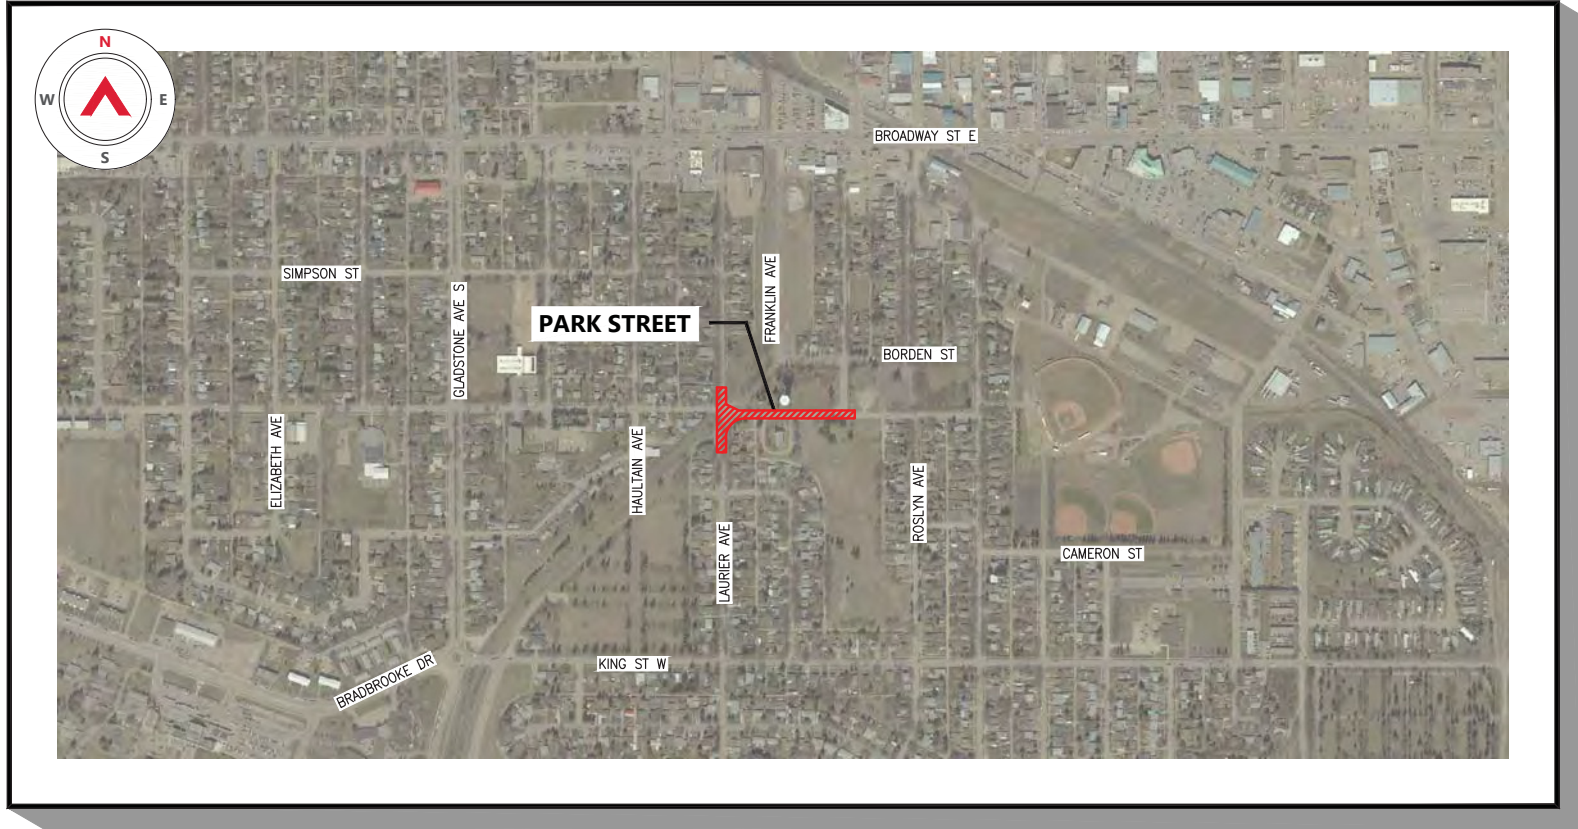 N
W
E
S
BROADWAY ST E
SIMPSON ST
GLADSTONE AVE S
FRANKLIN AVE
PARK STREET
BORDEN ST
ELIZABETH AVE
HAULTAIN AVE
ROSLYN AVE
LAURIER AVE
CAMERON ST
KING ST W
BRADBROOKE DR